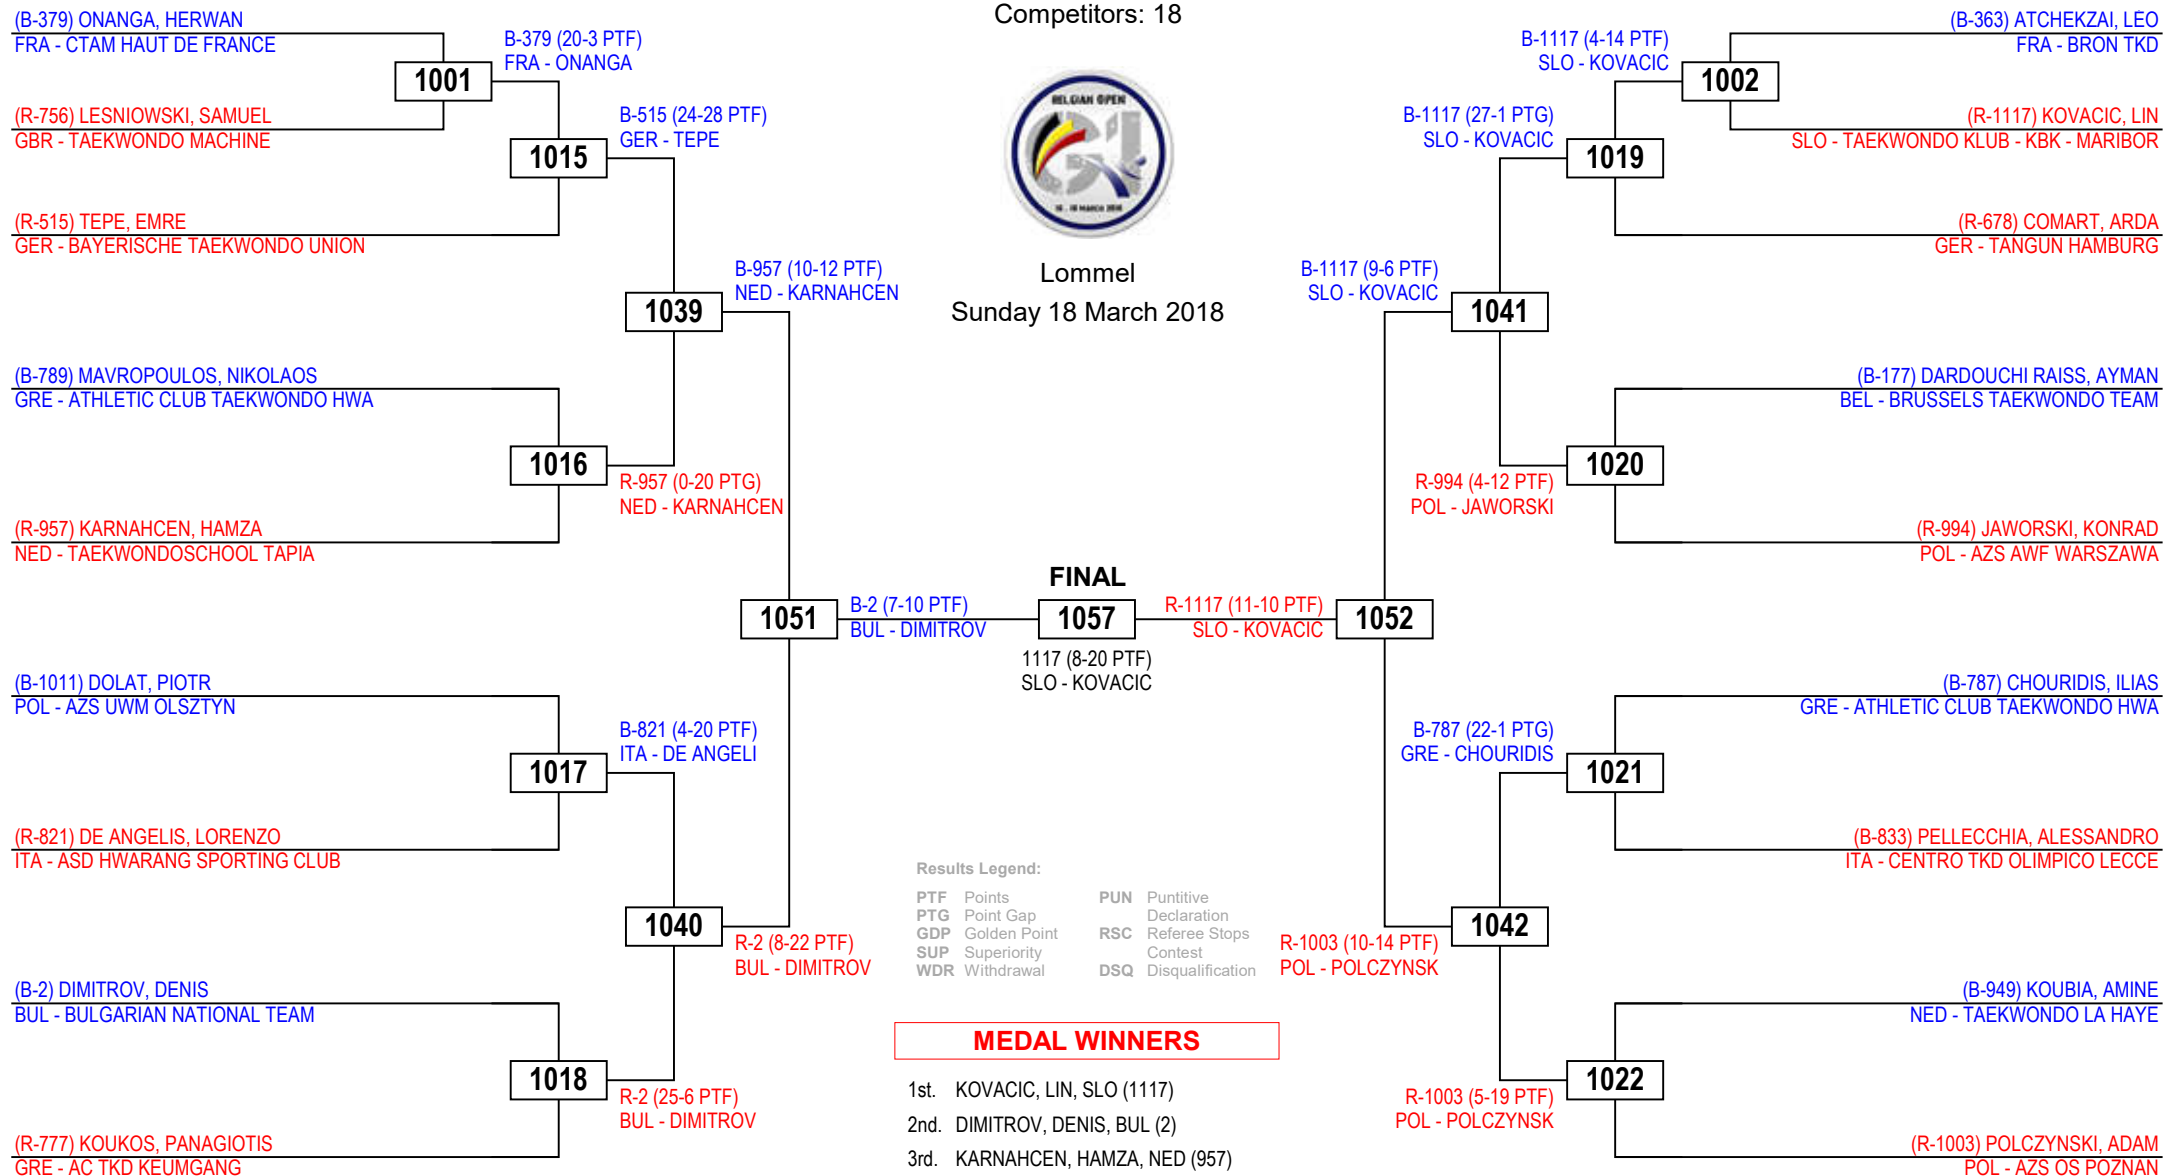 Competitors: 18
BELGIAN OPEN
Lommel
Sunday 18 March 2018
(B-379) ONANGA, HERWAN
FRA - CTAM HAUT DE FRANCE
1001
B-379 (20-3 PTF)
FRA - ONANGA
(R-756) LESNIOWSKI, SAMUEL
GBR - TAEKWONDO MACHINE
1015
B-515 (24-28 PTF)
GER - TEPE
(R-515) TEPE, EMRE
GER - BAYERISCHE TAEKWONDO UNION
1039
B-957 (10-12 PTF)
NED - KARNAHCEN
(B-789) MAVROPOULOS, NIKOLAOS
GRE - ATHLETIC CLUB TAEKWONDO HWA
1016
R-957 (0-20 PTG)
NED - KARNAHCEN
(R-957) KARNAHCEN, HAMZA
NED - TAEKWONDOSCHOOL TAPIA
1051
B-2 (7-10 PTF)
BUL - DIMITROV
(B-1011) DOLAT, PIOTR
POL - AZS UWM OLSZTYN
1017
B-821 (4-20 PTF)
ITA - DE ANGELI
(R-821) DE ANGELIS, LORENZO
ITA - ASD HWARANG SPORTING CLUB
1040
R-2 (8-22 PTF)
BUL - DIMITROV
(B-2) DIMITROV, DENIS
BUL - BULGARIAN NATIONAL TEAM
1018
R-2 (25-6 PTF)
BUL - DIMITROV
(R-777) KOUKOS, PANAGIOTIS
GRE - AC TKD KEUMGANG
FINAL
1057
1117 (8-20 PTF)
SLO - KOVACIC
(B-363) ATCHEKZAI, LEO
FRA - BRON TKD
B-1117 (4-14 PTF)
SLO - KOVACIC
1002
(R-1117) KOVACIC, LIN
SLO - TAEKWONDO KLUB - KBK - MARIBOR
B-1117 (27-1 PTG)
SLO - KOVACIC
1019
(R-678) COMART, ARDA
GER - TANGUN HAMBURG
B-1117 (9-6 PTF)
SLO - KOVACIC
1041
(B-177) DARDOUCHI RAISS, AYMAN
BEL - BRUSSELS TAEKWONDO TEAM
R-994 (4-12 PTF)
POL - JAWORSKI
1020
(R-994) JAWORSKI, KONRAD
POL - AZS AWF WARSZAWA
R-1117 (11-10 PTF)
SLO - KOVACIC
1052
(B-787) CHOURIDIS, ILIAS
GRE - ATHLETIC CLUB TAEKWONDO HWA
B-787 (22-1 PTG)
GRE - CHOURIDIS
1021
(B-833) PELLECCHIA, ALESSANDRO
ITA - CENTRO TKD OLIMPICO LECCE
R-1003 (10-14 PTF)
POL - POLCZYNSK
1042
(B-949) KOUBIA, AMINE
NED - TAEKWONDO LA HAYE
R-1003 (5-19 PTF)
POL - POLCZYNSK
1022
(R-1003) POLCZYNSKI, ADAM
POL - AZS OS POZNAN
Results Legend:
PTF Points
PTG Point Gap
GDP Golden Point
SUP Superiority
WDR Withdrawal
PUN Puntitive
Declaration
RSC Referee Stops
Contest
DSQ Disqualification
MEDAL WINNERS
1st. KOVACIC, LIN, SLO (1117)
2nd. DIMITROV, DENIS, BUL (2)
3rd. KARNAHCEN, HAMZA, NED (957)